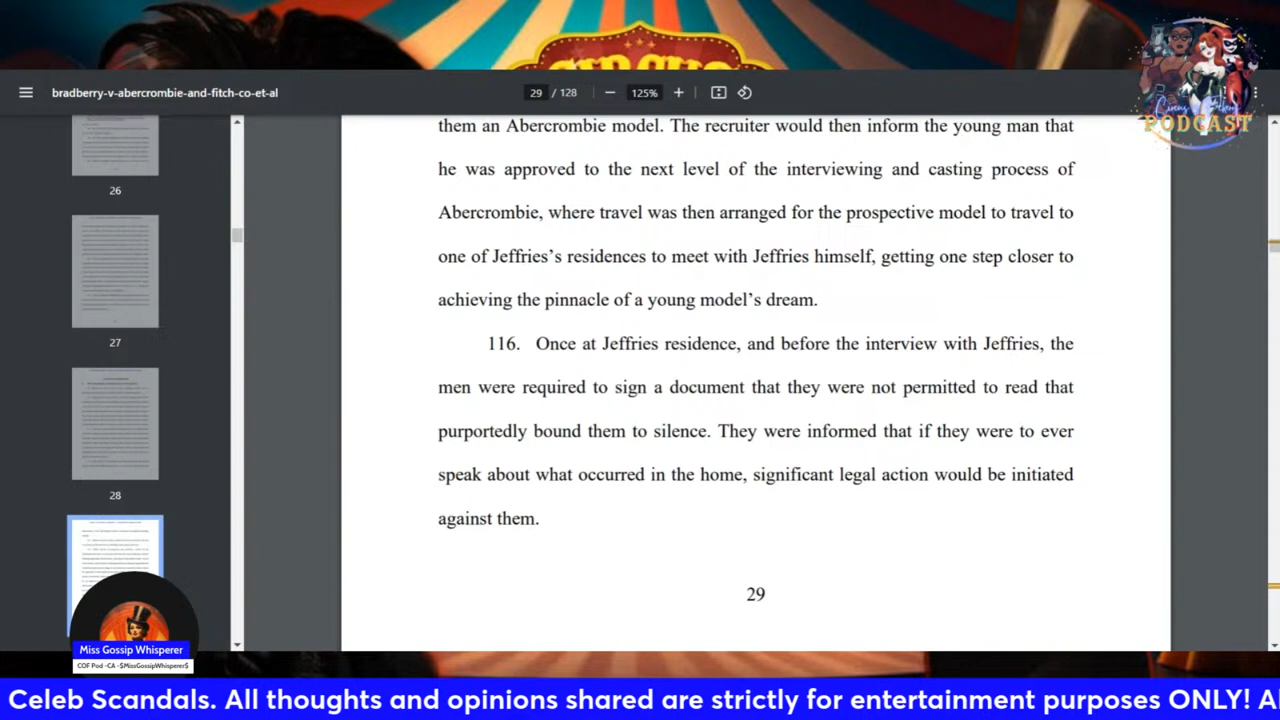 bradberry-v-abercrombie-and-fitch-co-et-al
29 / 128
125%
PODCAST
26
27
28
them an Abercrombie model. The recruiter would then inform the young man that
he was approved to the next level of the interviewing and casting process of
Abercrombie, where travel was then arranged for the prospective model to travel to
one of Jeffries's residences to meet with Jeffries himself, getting one step closer to
achieving the pinnacle of a young model's dream.
116. Once at Jeffries residence, and before the interview with Jeffries, the
men were required to sign a document that they were not permitted to read that
purportedly bound them to silence. They were informed that if they were to ever
speak about what occurred in the home, significant legal action would be initiated
against them.
29
Miss Gossip Whisperer
COF Pod -CA -$MissGossipWhisperer$
Celeb Scandals. All thoughts and opinions shared are strictly for entertainment purposes ONLY!